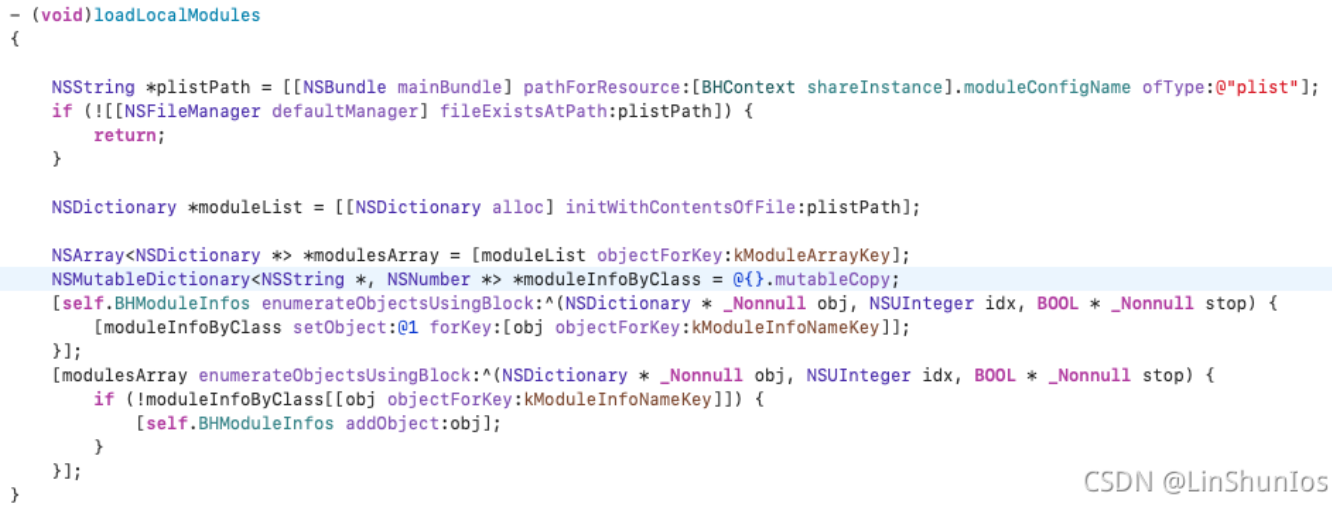 - (void)loadLocalModules
{
    NSString *plistPath = [[NSBundle mainBundle] pathForResource:[BHContext shareInstance].moduleConfigName ofType:@"plist"];
    if (![[NSFileManager defaultManager] fileExistsAtPath:plistPath]) {
        return;
    }
    NSDictionary *moduleList = [[NSDictionary alloc] initWithContentsOfFile:plistPath];
    NSArray<NSDictionary *> *modulesArray = [moduleList objectForKey:kModuleArrayKey];
    NSMutableDictionary<NSString *, NSNumber *> *moduleInfoByClass = @{}.mutableCopy;
    [self.BHModuleInfos enumerateObjectsUsingBlock:^(NSDictionary * _Nonnull obj, NSUInteger idx, BOOL * _Nonnull stop) {
        [moduleInfoByClass setObject:@1 forKey:[obj objectForKey:kModuleInfoNameKey]];
    }];
    [modulesArray enumerateObjectsUsingBlock:^(NSDictionary * _Nonnull obj, NSUInteger idx, BOOL * _Nonnull stop) {
        if (!moduleInfoByClass[[obj objectForKey:kModuleInfoNameKey]]) {
            [self.BHModuleInfos addObject:obj];
        }
    }];
}
CSDN @LinShunIos